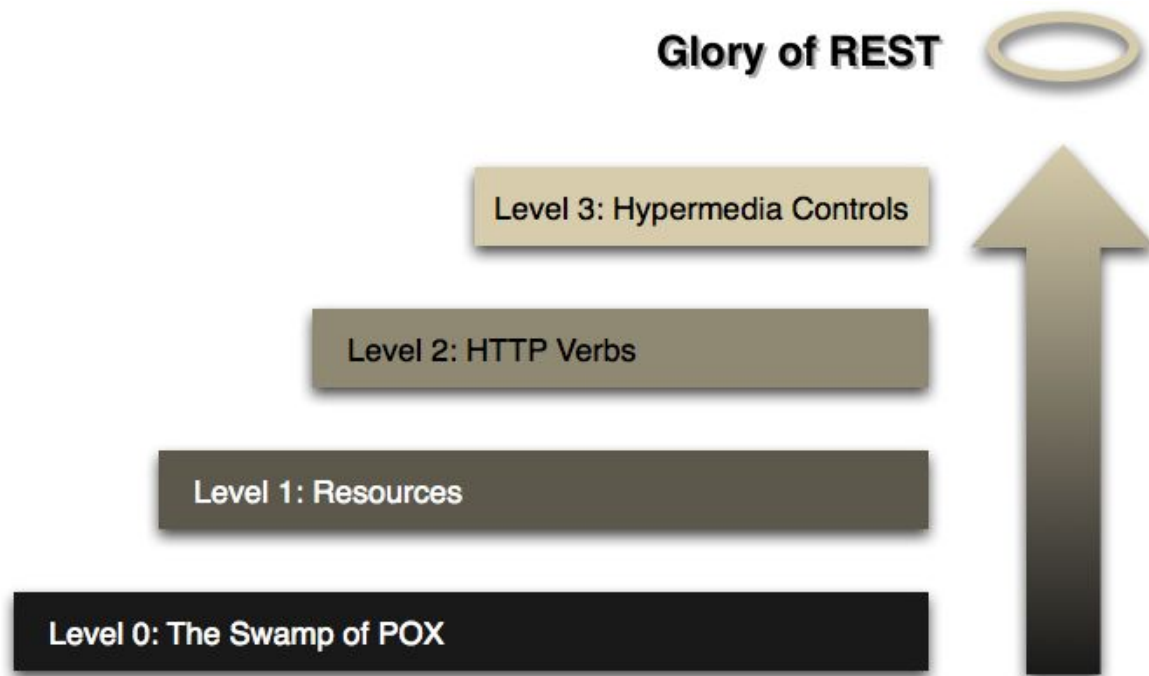 Glory of REST
Level 3: Hypermedia Controls
Level 2: HTTP Verbs
Level 1: Resources
Level 0: The Swamp of POX